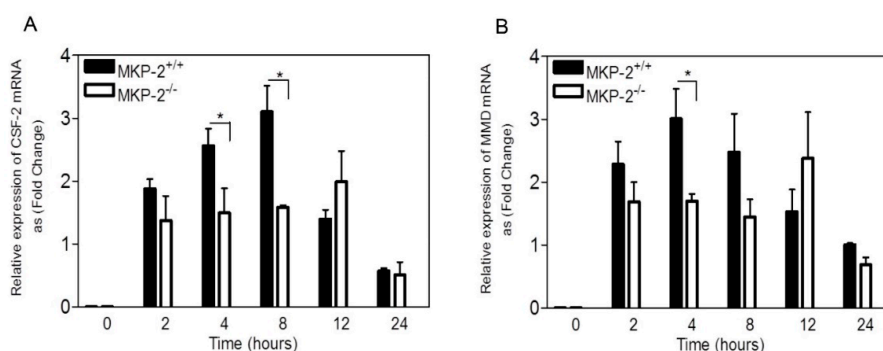 A
Relative expression of CSF-2 mRNA
as (Fold Change)
4
3
2
1
0
MKP-2+/+
MKP-2-/-
*
*
0 2 4 8 12 24
Time (hours)
B
Relative expression of MMD mRNA
as (Fold Change)
4
3
2
1
0
MKP-2+/+
MKP-2-/-
*
0 2 4 8 12 24
Time (hours)